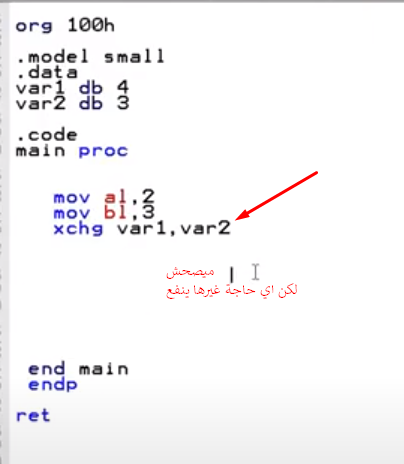 org 100h
.model small
.data
var1 db 4
var2 db 3
.code
main proc
mov al,2
mov bl,3
xchg var1,var2
ميصحش
لكن اي حاجة غيرها ينفع
end main
endp
ret